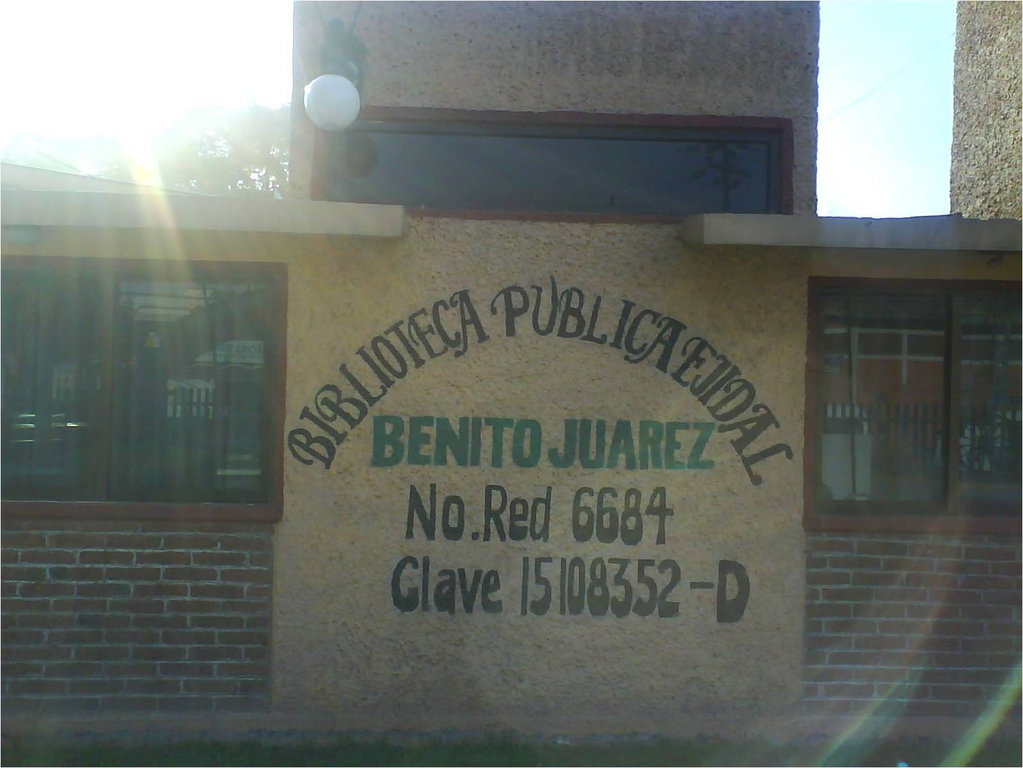 BIBLIOTECA PUBLICA EJIDAL
BENITO JUAREZ
No. Red 6684
Clave 15108352-D